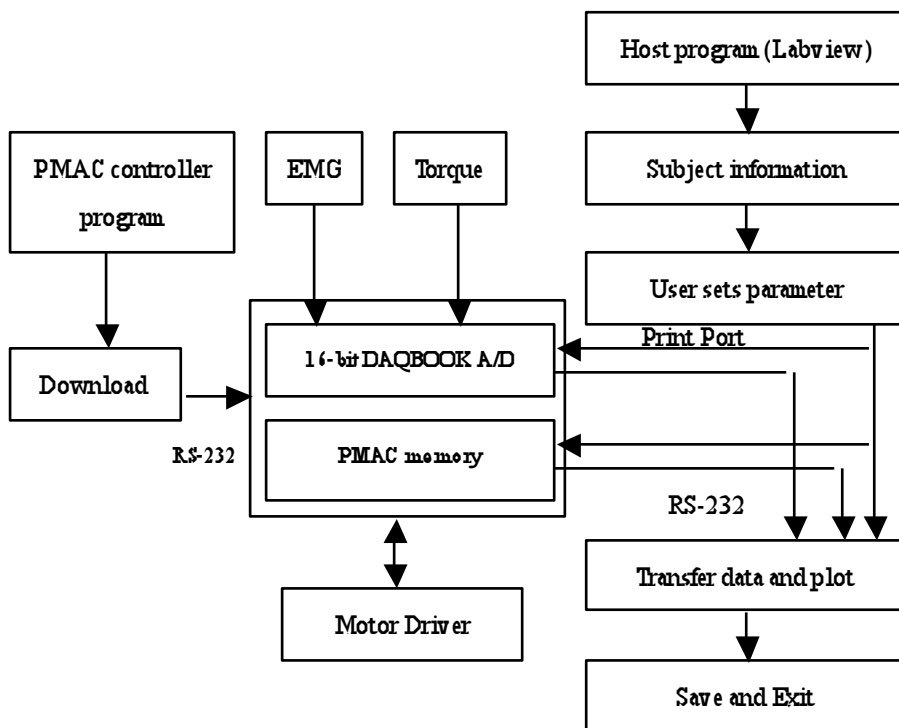 Host program (Labview)
PMAC controller
program
EMG
Torque
Subject information
User sets parameter
Print Port
16-bit DAQBOOK A/D
Download
RS-232
PMAC memory
RS-232
Transfer data and plot
Motor Driver
Save and Exit